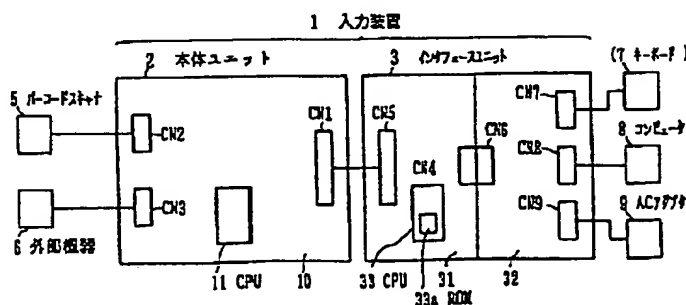 1 入力装置
2 本体ユニット
3 インタフェースユニット
(7 キーボード)
5 バーコードスキャナ
CN2
CN1
CN5
CN6
CN7
8 コンピュータ
CN8
CN4
CN3
CN9
9 ACアダプタ
6 外部機器
11 CPU
10
33 CPU
31
32
33a ROM